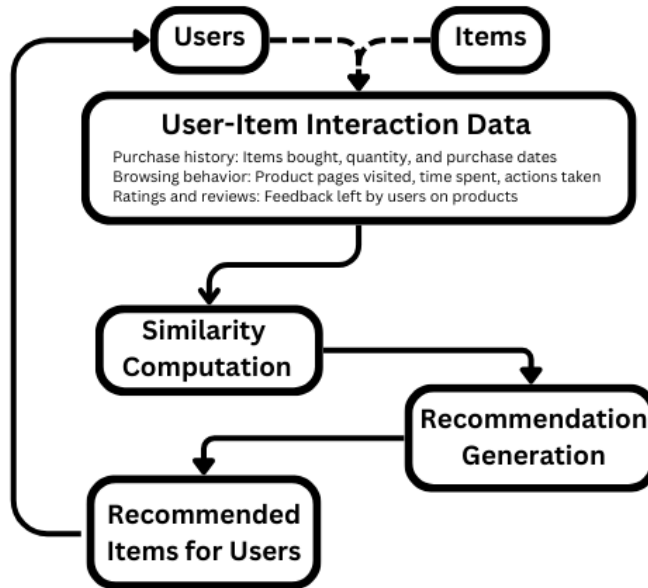 Users
Items
User-Item Interaction Data
Purchase history: Items bought, quantity, and purchase dates
Browsing behavior: Product pages visited, time spent, actions taken
Ratings and reviews: Feedback left by users on products
Similarity
Computation
Recommendation
Generation
Recommended
Items for Users